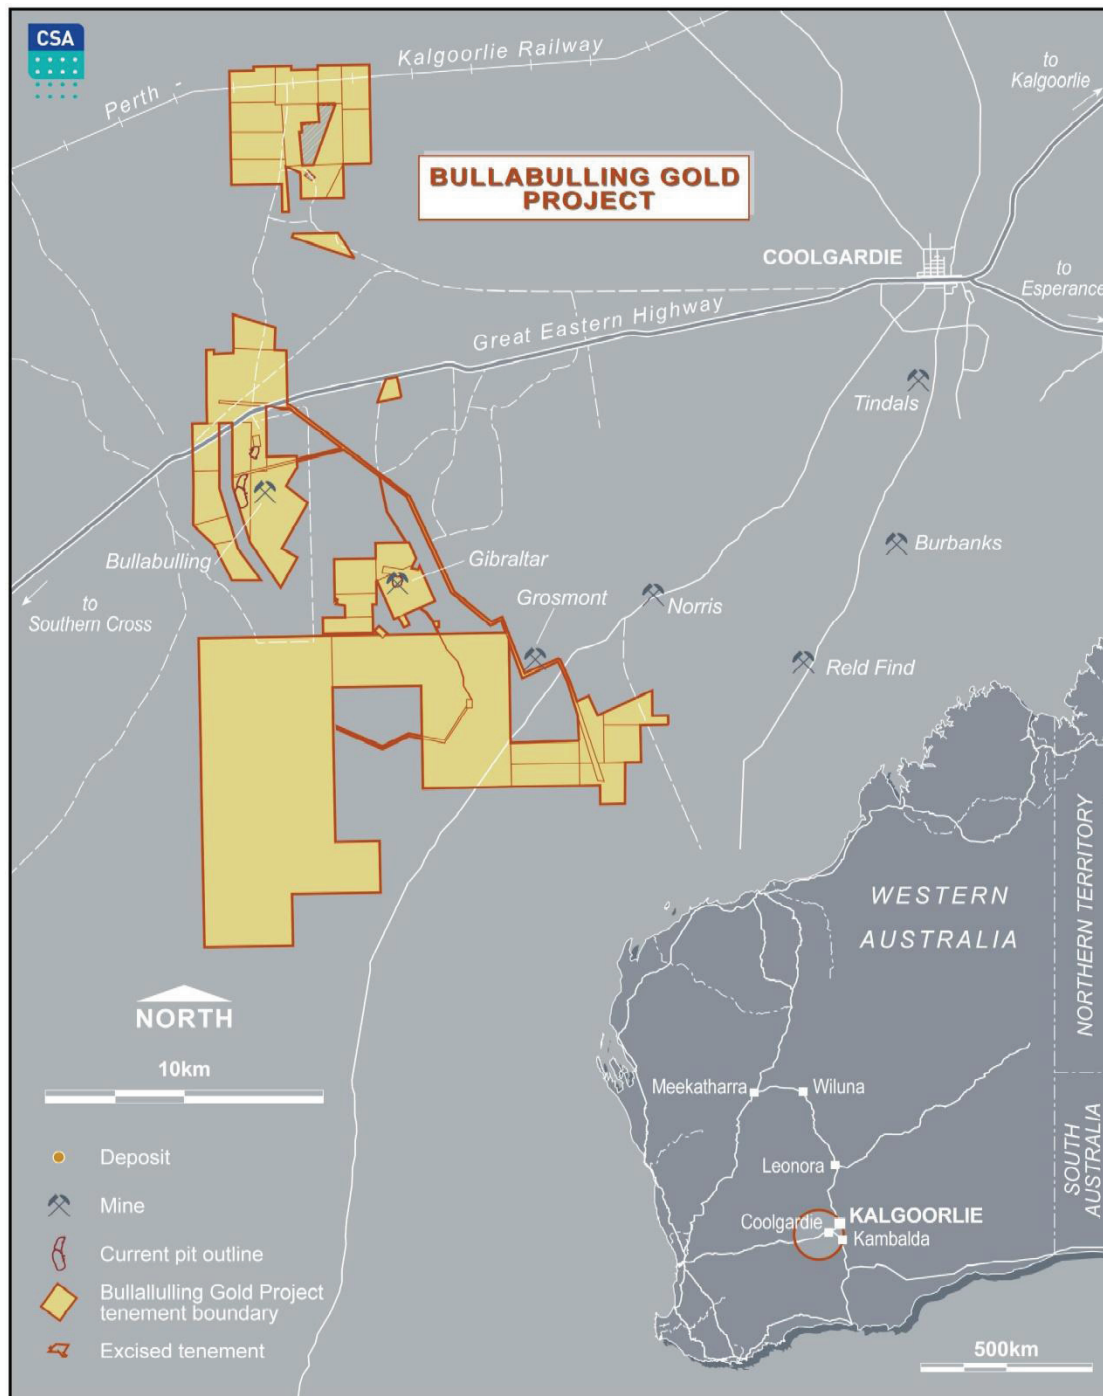 CSA
Perth - Kalgoorlie Railway
to
Kalgoorlie
BULLABULLING GOLD
PROJECT
COOLGARDIE
to
Esperance
Great Eastern Highway
Tindals
Bullabulling
Gibraltar
Burbanks
to
Southern Cross
Grosmont
Norris
Reld Find
NORTH
10km
Deposit
Mine
Current pit outline
Bullallulling Gold Project
tenement boundary
Excised tenement
WESTERN
AUSTRALIA
NORTHERN TERRITORY
SOUTH
AUSTRALIA
Meekatharra
Wiluna
Leonora
Coolgardie
KALGOORLIE
Kambalda
500km